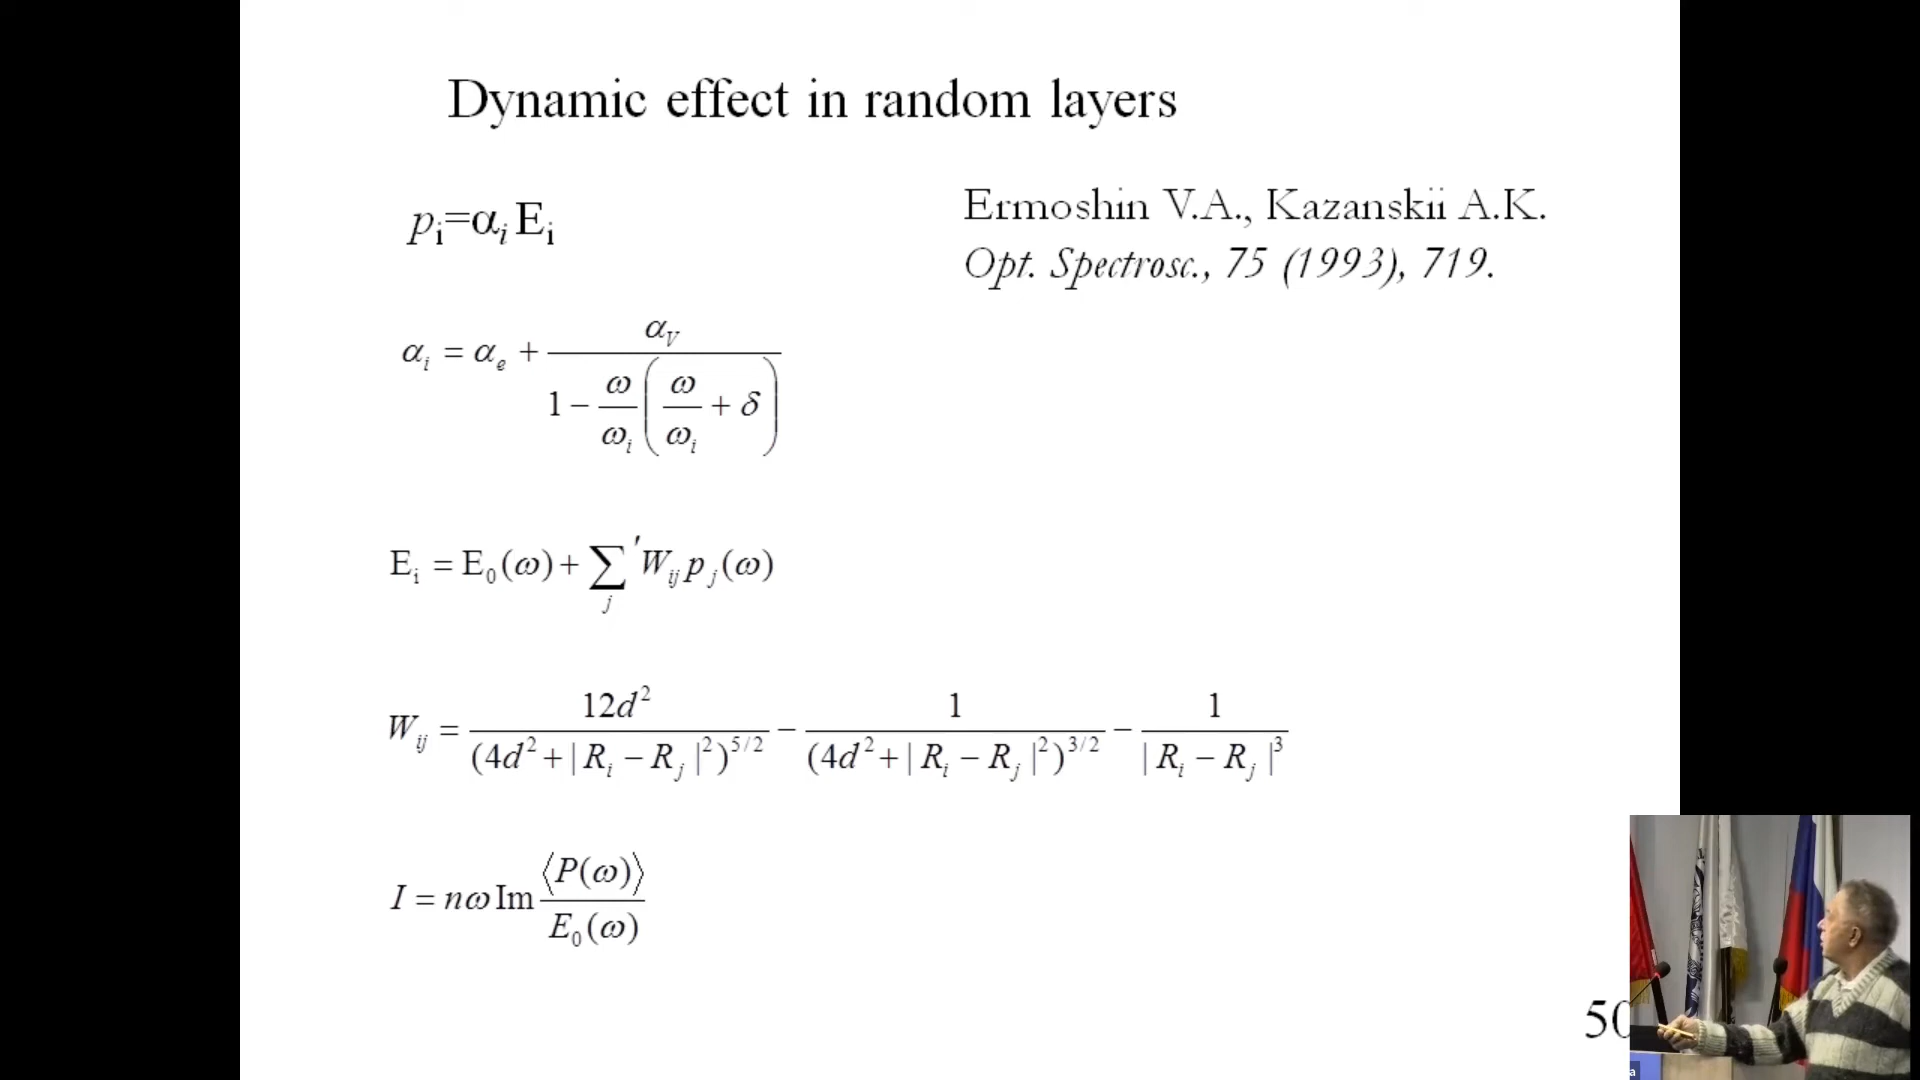 Dynamic effect in random layers
Ermoshin V.A., Kazanskii A.K.
Opt. Spectrosc., 75 (1993), 719.
p_i=α_i E_i
α_i = α_e + α_V / (1 − ω/ω_i (ω/ω_i + δ))
E_i = E_0(ω) + ∑_j ′ W_ij p_j(ω)
W_ij = 12d^2 / (4d^2 + | R_i − R_j |^2)^5/2 − 1 / (4d^2 + | R_i − R_j |^2)^3/2 − 1 / | R_i − R_j |^3
I = nω Im ⟨P(ω)⟩ / E_0(ω)